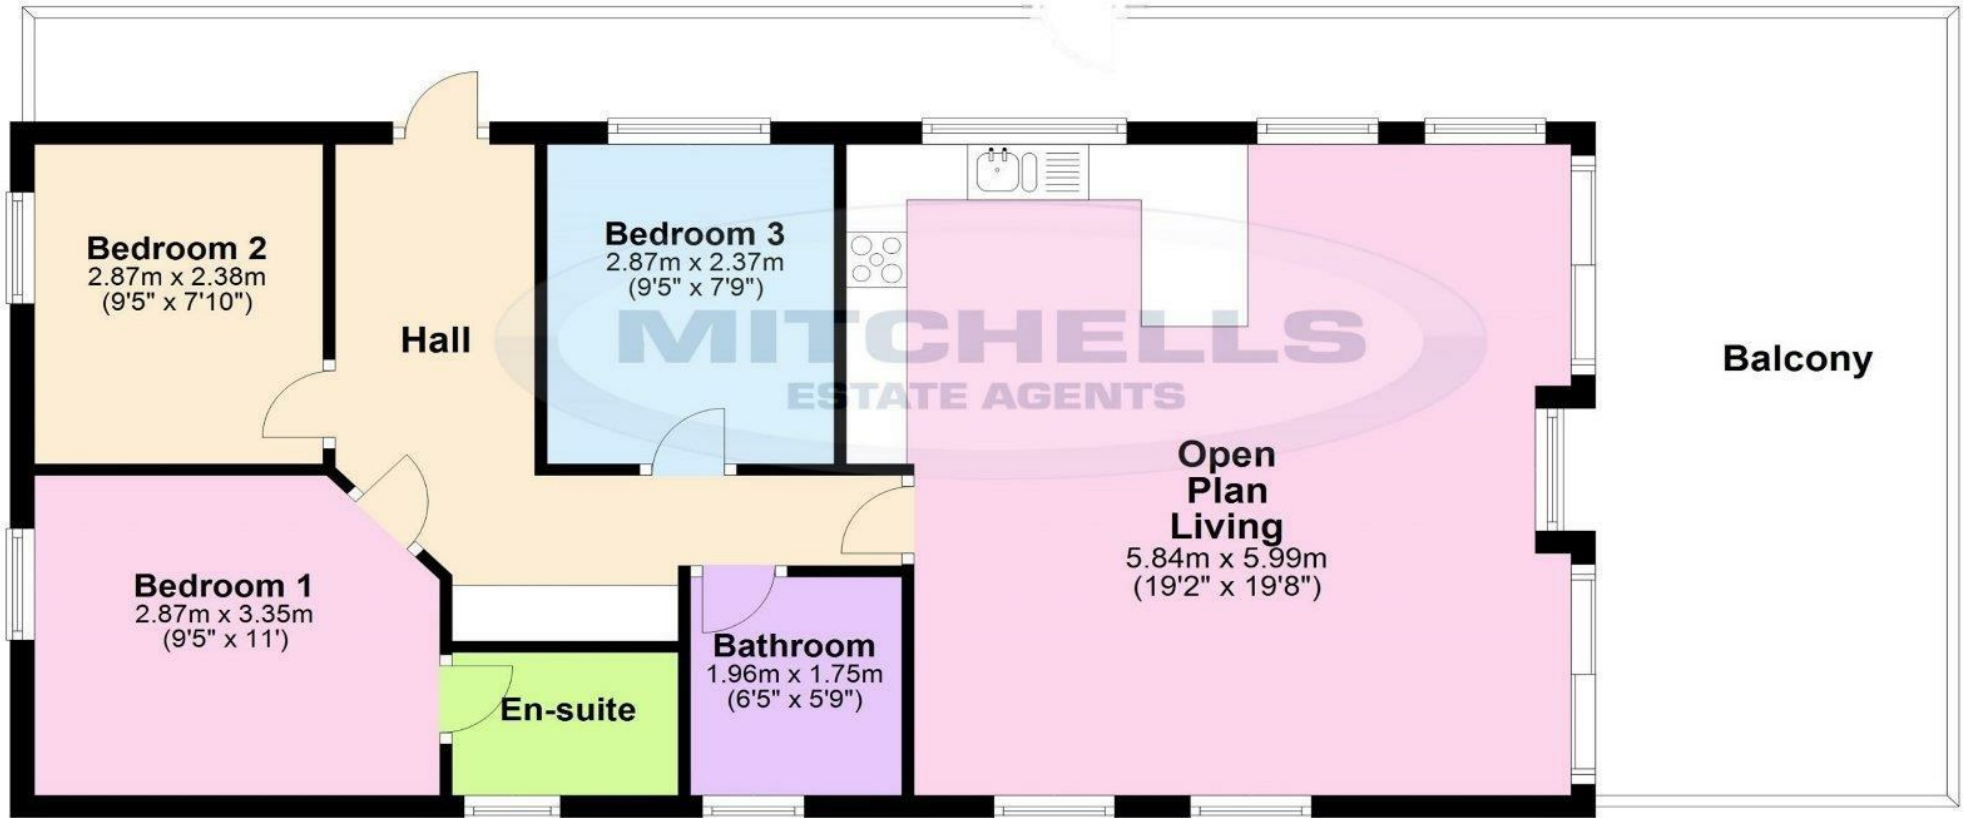 Bedroom 2
2.87m x 2.38m
(9'5" x 7'10")
Hall
Bedroom 3
2.87m x 2.37m
(9'5" x 7'9")
MITCHELLS
ESTATE AGENTS
Balcony
Open
Plan
Living
5.84m x 5.99m
(19'2" x 19'8")
Bedroom 1
2.87m x 3.35m
(9'5" x 11')
En-suite
Bathroom
1.96m x 1.75m
(6'5" x 5'9")